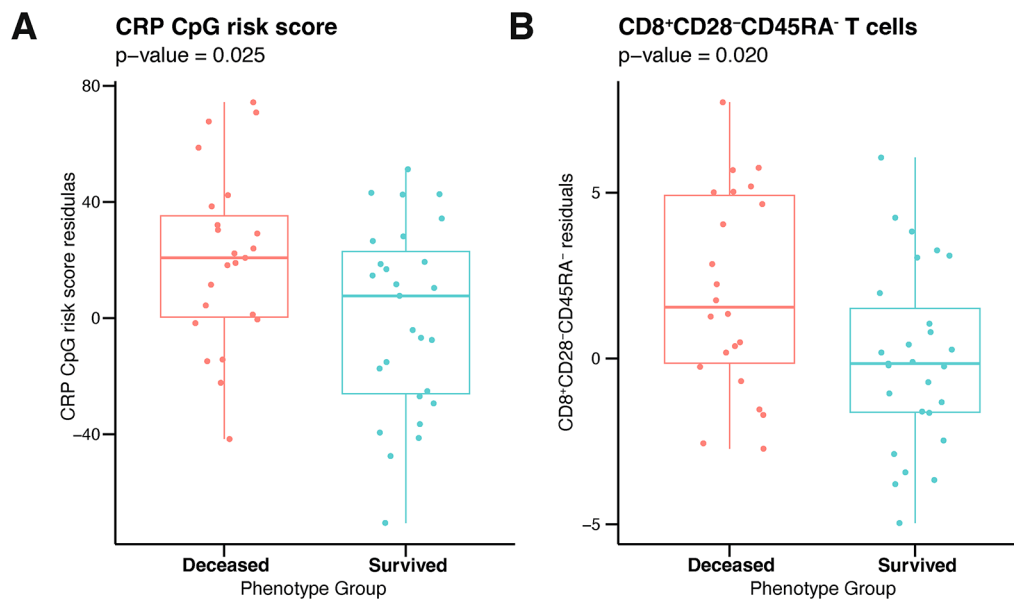 A
CRP CpG risk score
p−value = 0.025
CRP CpG risk score residulas
80
40
0
−40
Deceased
Survived
Phenotype Group
B
CD8⁺CD28⁻CD45RA⁻ T cells
p−value = 0.020
CD8⁺CD28⁻CD45RA⁻ residuals
5
0
−5
Deceased
Survived
Phenotype Group